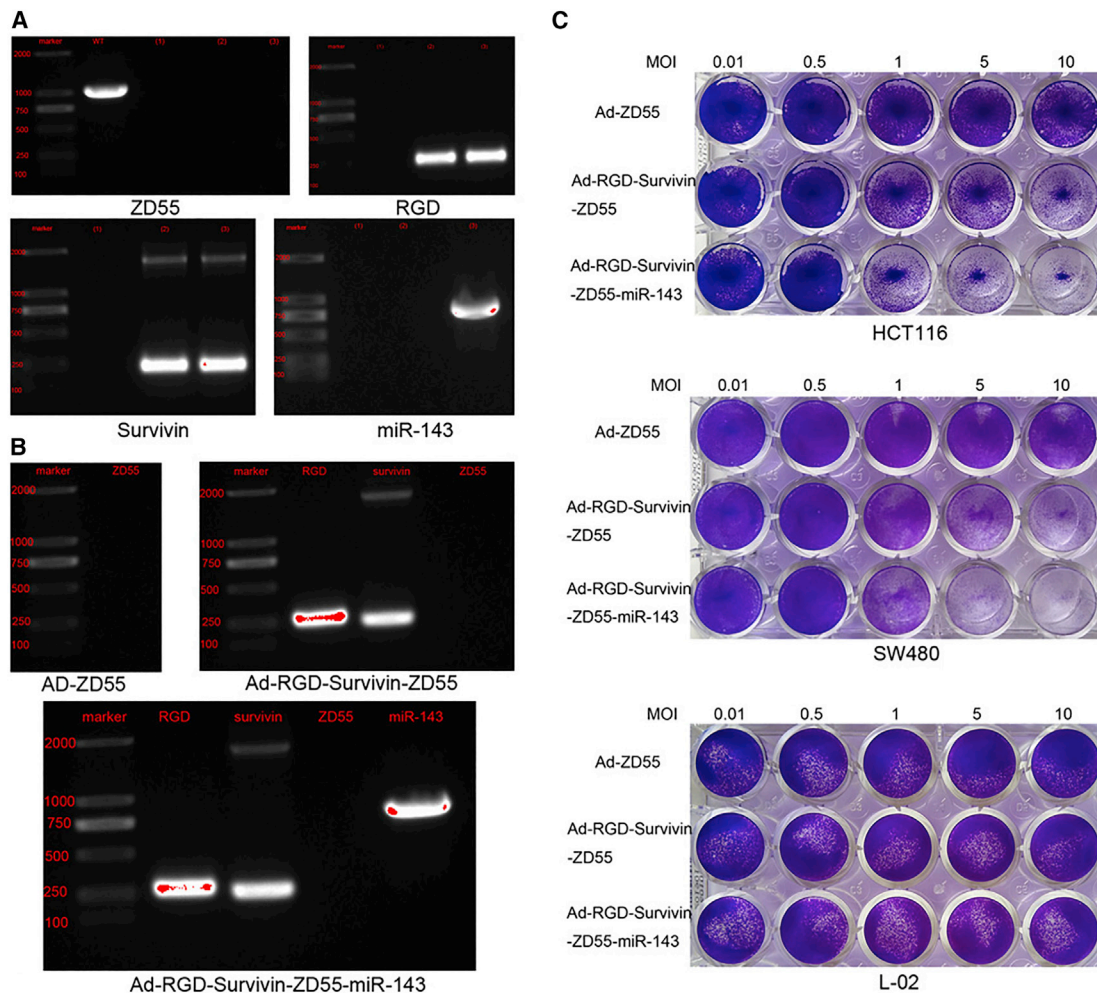 A
marker WT (1) (2) (3)
2000
1000
750
500
250
ZD55
marker (1) (2) (3)
2000
1000
750
500
250
100
RGD
marker (1) (2) (3)
2000
1000
750
500
250
100
Survivin
marker (1) (2) (3)
2000
1000
750
500
250
100
miR-143
B
marker ZD55
2000
1000
750
500
250
100
AD-ZD55
marker RGD survivin ZD55
2000
1000
750
500
250
100
Ad-RGD-Survivin-ZD55
marker RGD survivin ZD55 miR-143
2000
1000
750
500
250
100
Ad-RGD-Survivin-ZD55-miR-143
C
MOI 0.01 0.5 1 5 10
Ad-ZD55
Ad-RGD-Survivin
-ZD55
Ad-RGD-Survivin
-ZD55-miR-143
HCT116
MOI 0.01 0.5 1 5 10
Ad-ZD55
Ad-RGD-Survivin
-ZD55
Ad-RGD-Survivin
-ZD55-miR-143
SW480
MOI 0.01 0.5 1 5 10
Ad-ZD55
Ad-RGD-Survivin
-ZD55
Ad-RGD-Survivin
-ZD55-miR-143
L-02